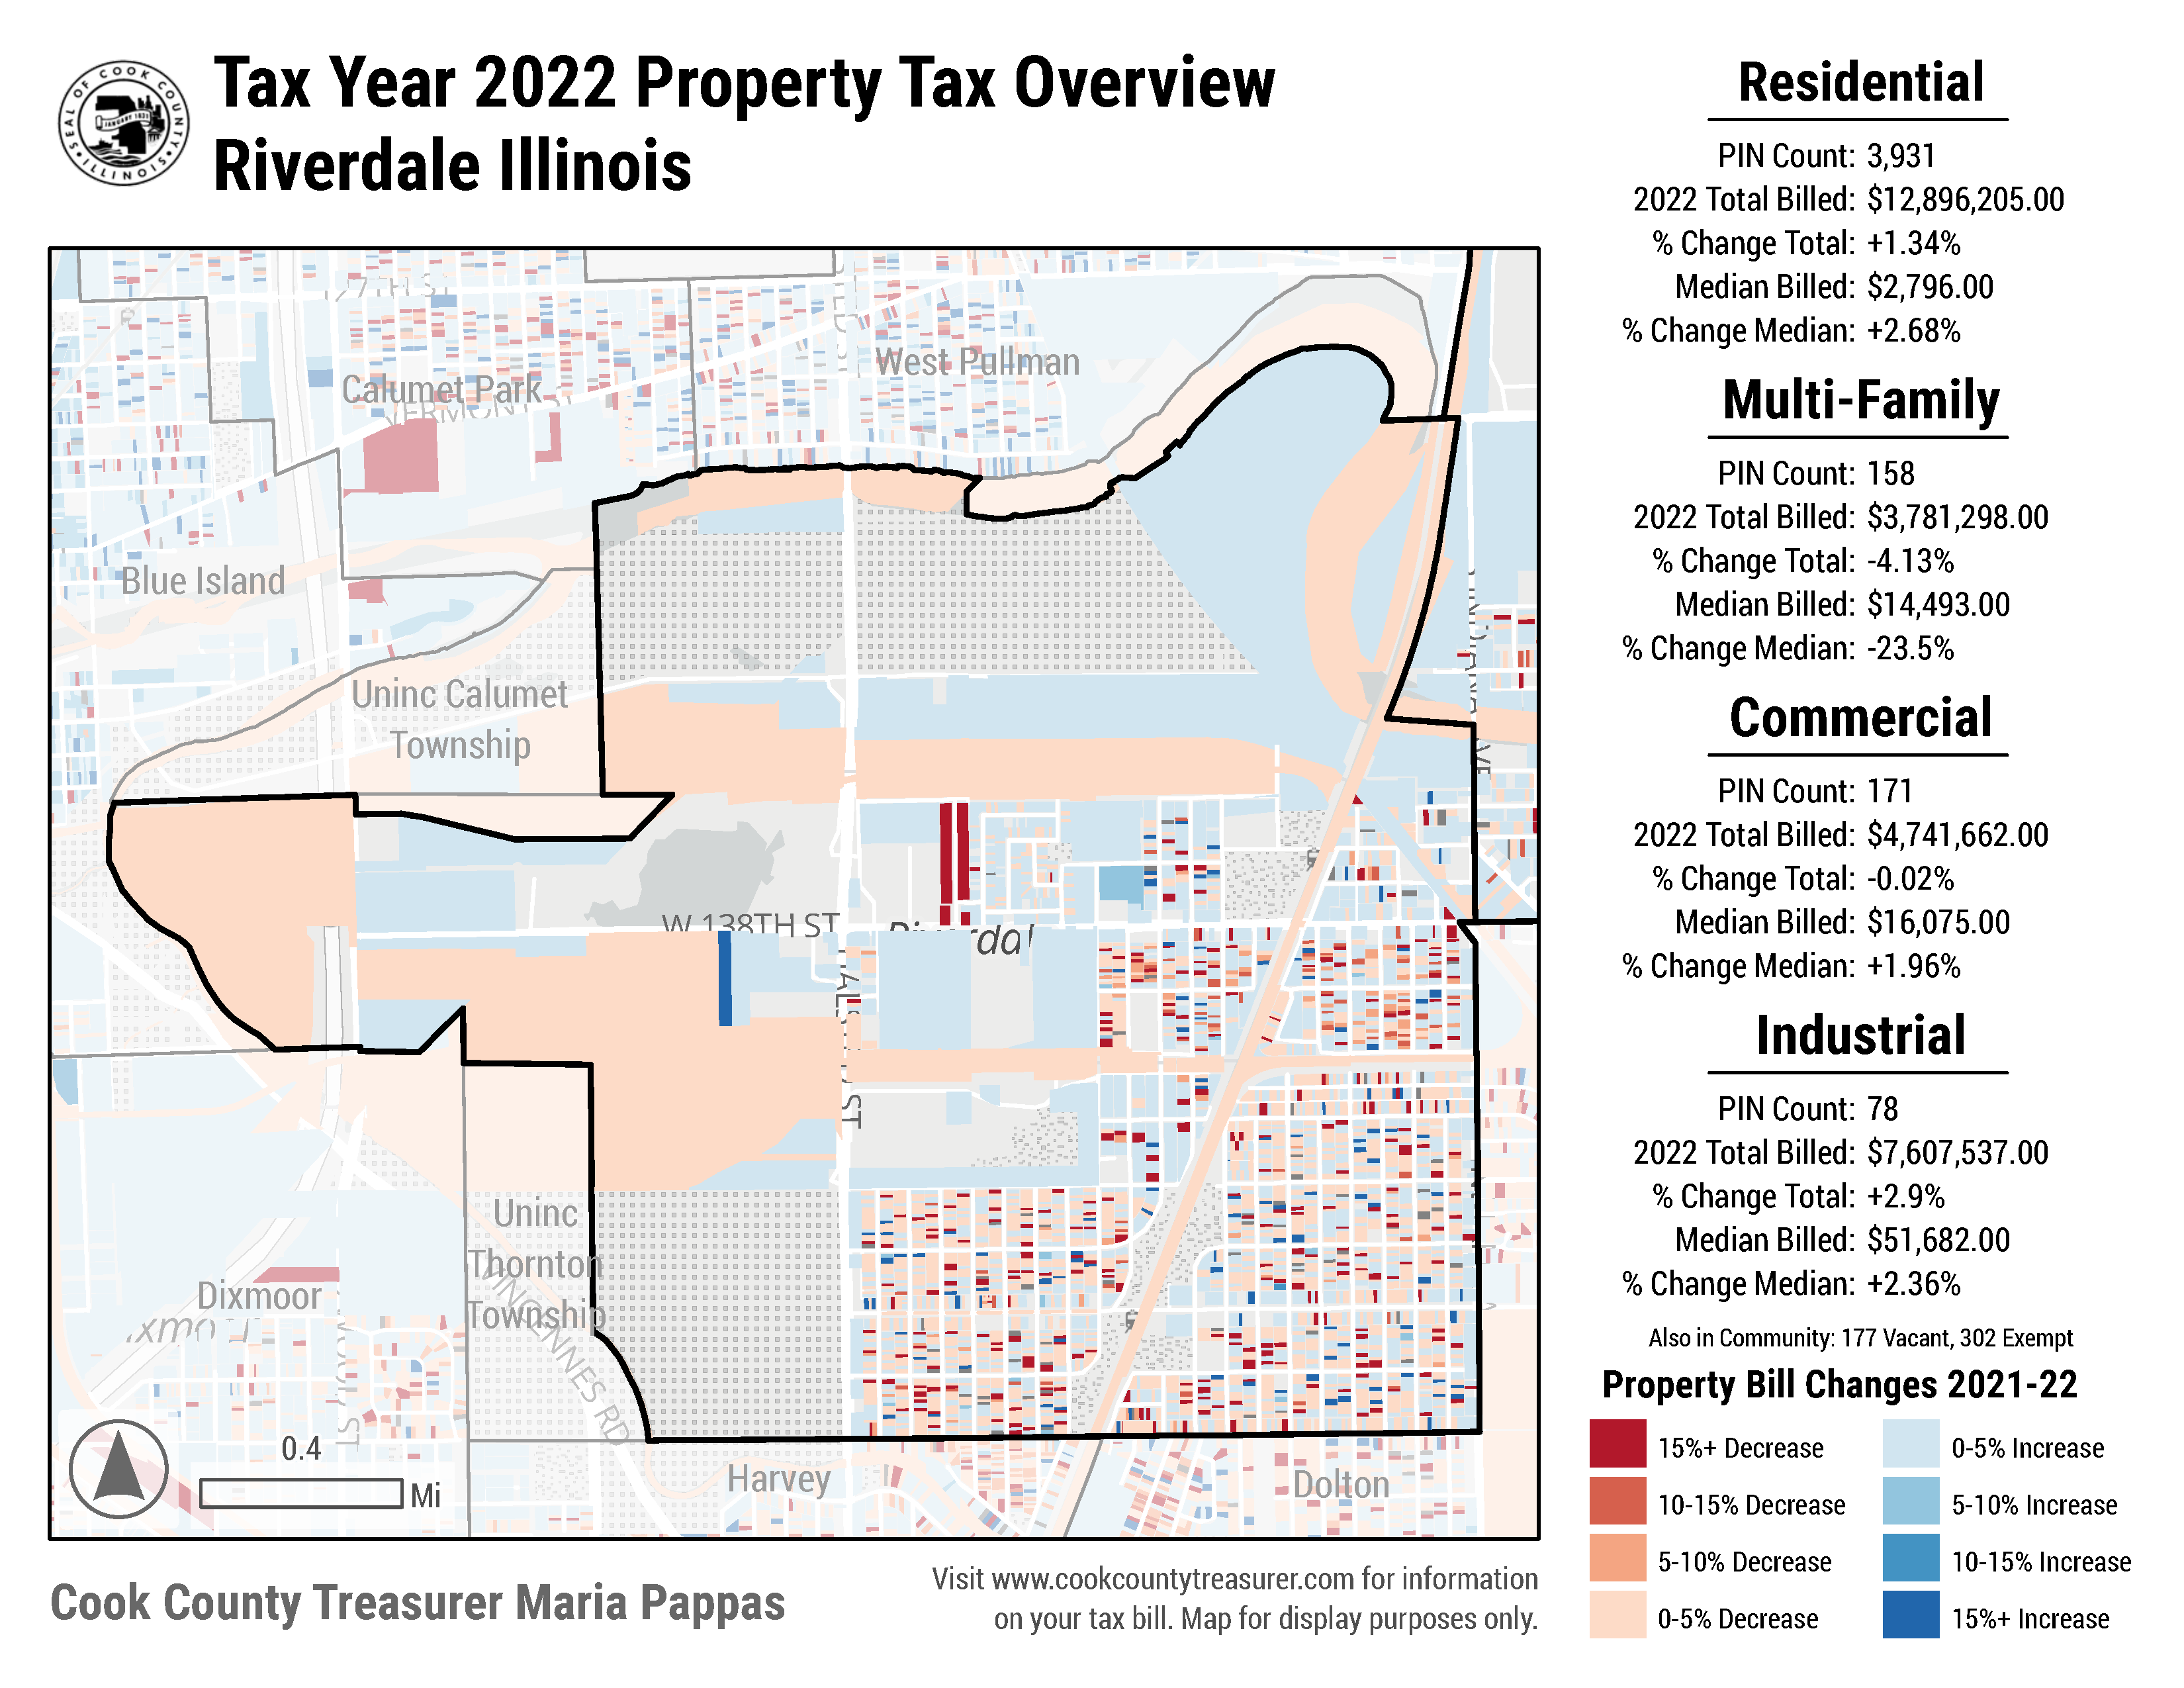 SEAL OF COOK COUNTY
JANUARY 1831
ILLINOIS
Tax Year 2022 Property Tax Overview
Riverdale Illinois
127TH ST
West Pullman
Calumet Park
VERMONT ST
Blue Island
Uninc Calumet
Township
W 138TH ST
ST
Uninc
Thornton
Township
Dixmoor
RD
Harvey
Dolton
0.4
Mi
Cook County Treasurer Maria Pappas
Visit www.cookcountytreasurer.com for information
on your tax bill. Map for display purposes only.
Residential
PIN Count: 3,931
2022 Total Billed: $12,896,205.00
% Change Total: +1.34%
Median Billed: $2,796.00
% Change Median: +2.68%
Multi-Family
PIN Count: 158
2022 Total Billed: $3,781,298.00
% Change Total: -4.13%
Median Billed: $14,493.00
% Change Median: -23.5%
Commercial
PIN Count: 171
2022 Total Billed: $4,741,662.00
% Change Total: -0.02%
Median Billed: $16,075.00
% Change Median: +1.96%
Industrial
PIN Count: 78
2022 Total Billed: $7,607,537.00
% Change Total: +2.9%
Median Billed: $51,682.00
% Change Median: +2.36%
Also in Community: 177 Vacant, 302 Exempt
Property Bill Changes 2021-22
15%+ Decrease
10-15% Decrease
5-10% Decrease
0-5% Decrease
0-5% Increase
5-10% Increase
10-15% Increase
15%+ Increase